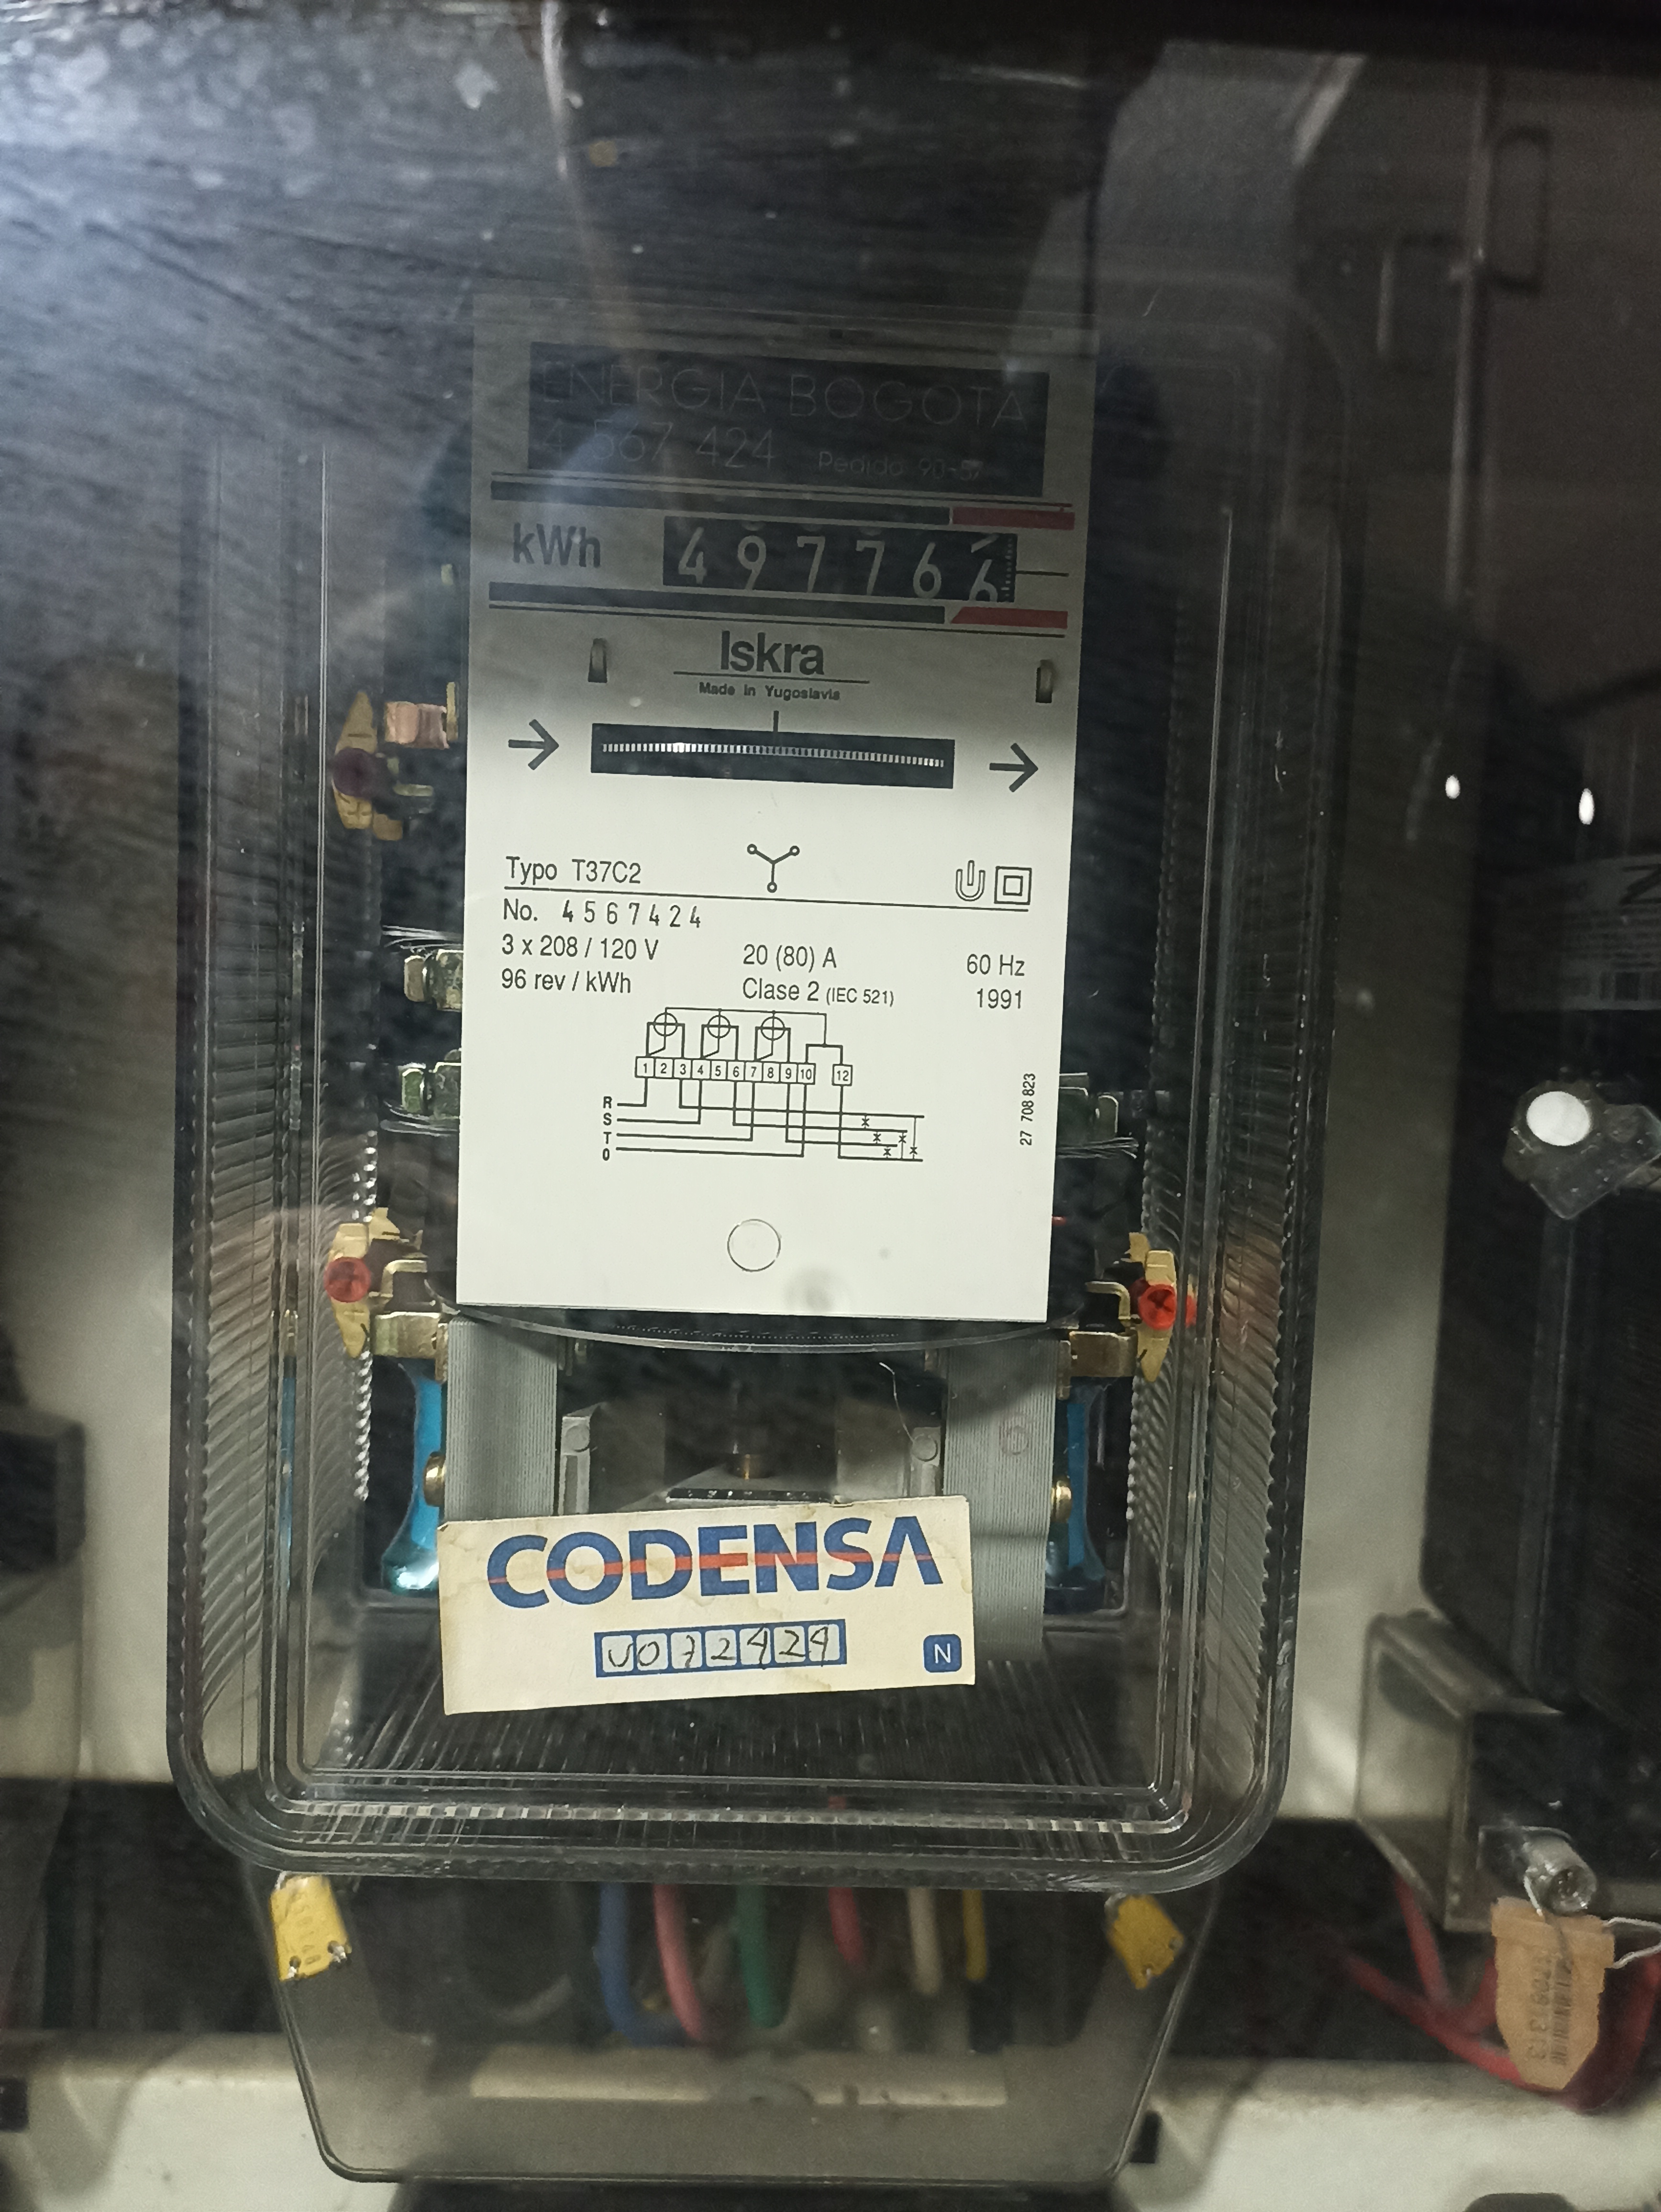 ENERGIA BOGOTA
4 567 424 Pedido 90-57
kWh 497766
Iskra
Made in Yugoslavia
Typo T37C2
No. 4567424
3 x 208 / 120 V 20 (80) A 60 Hz
96 rev / kWh Clase 2 (IEC 521) 1991
1 2 3 4 5 6 7 8 9 10 12
R
S
T
0
27 708 823
CODENSA
N